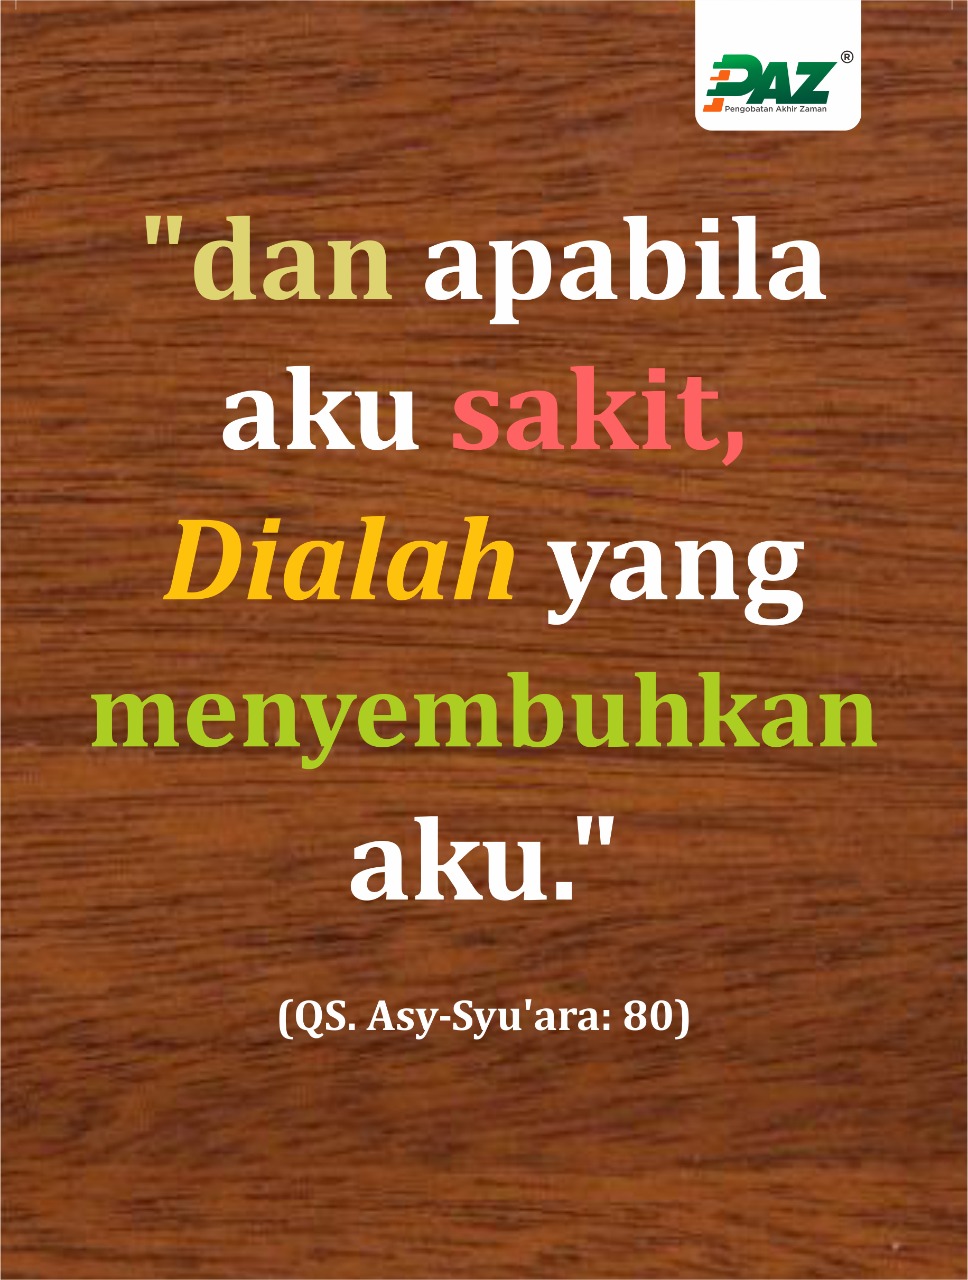 PAZ ®
Pengobatan Akhir Zaman
"dan apabila
aku sakit,
Dialah yang
menyembuhkan
aku."
(QS. Asy-Syu'ara: 80)